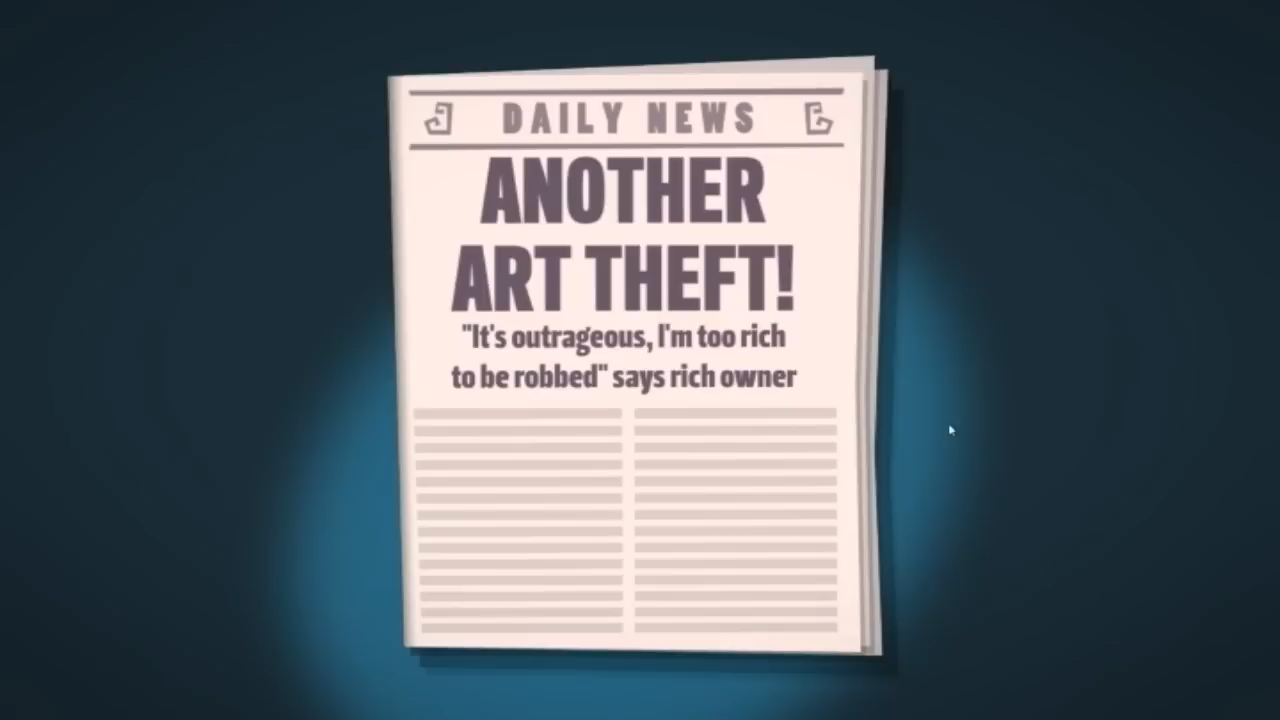 DAILY NEWS
ANOTHER
ART THEFT!
"It's outrageous, I'm too rich
to be robbed" says rich owner